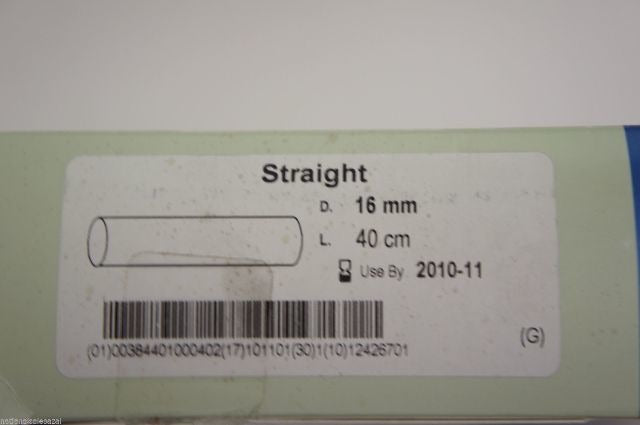 Straight
D. 16 mm
L. 40 cm
Use By 2010-11
(01)00384401000402(17)101101(30)1(10)12426701
(G)